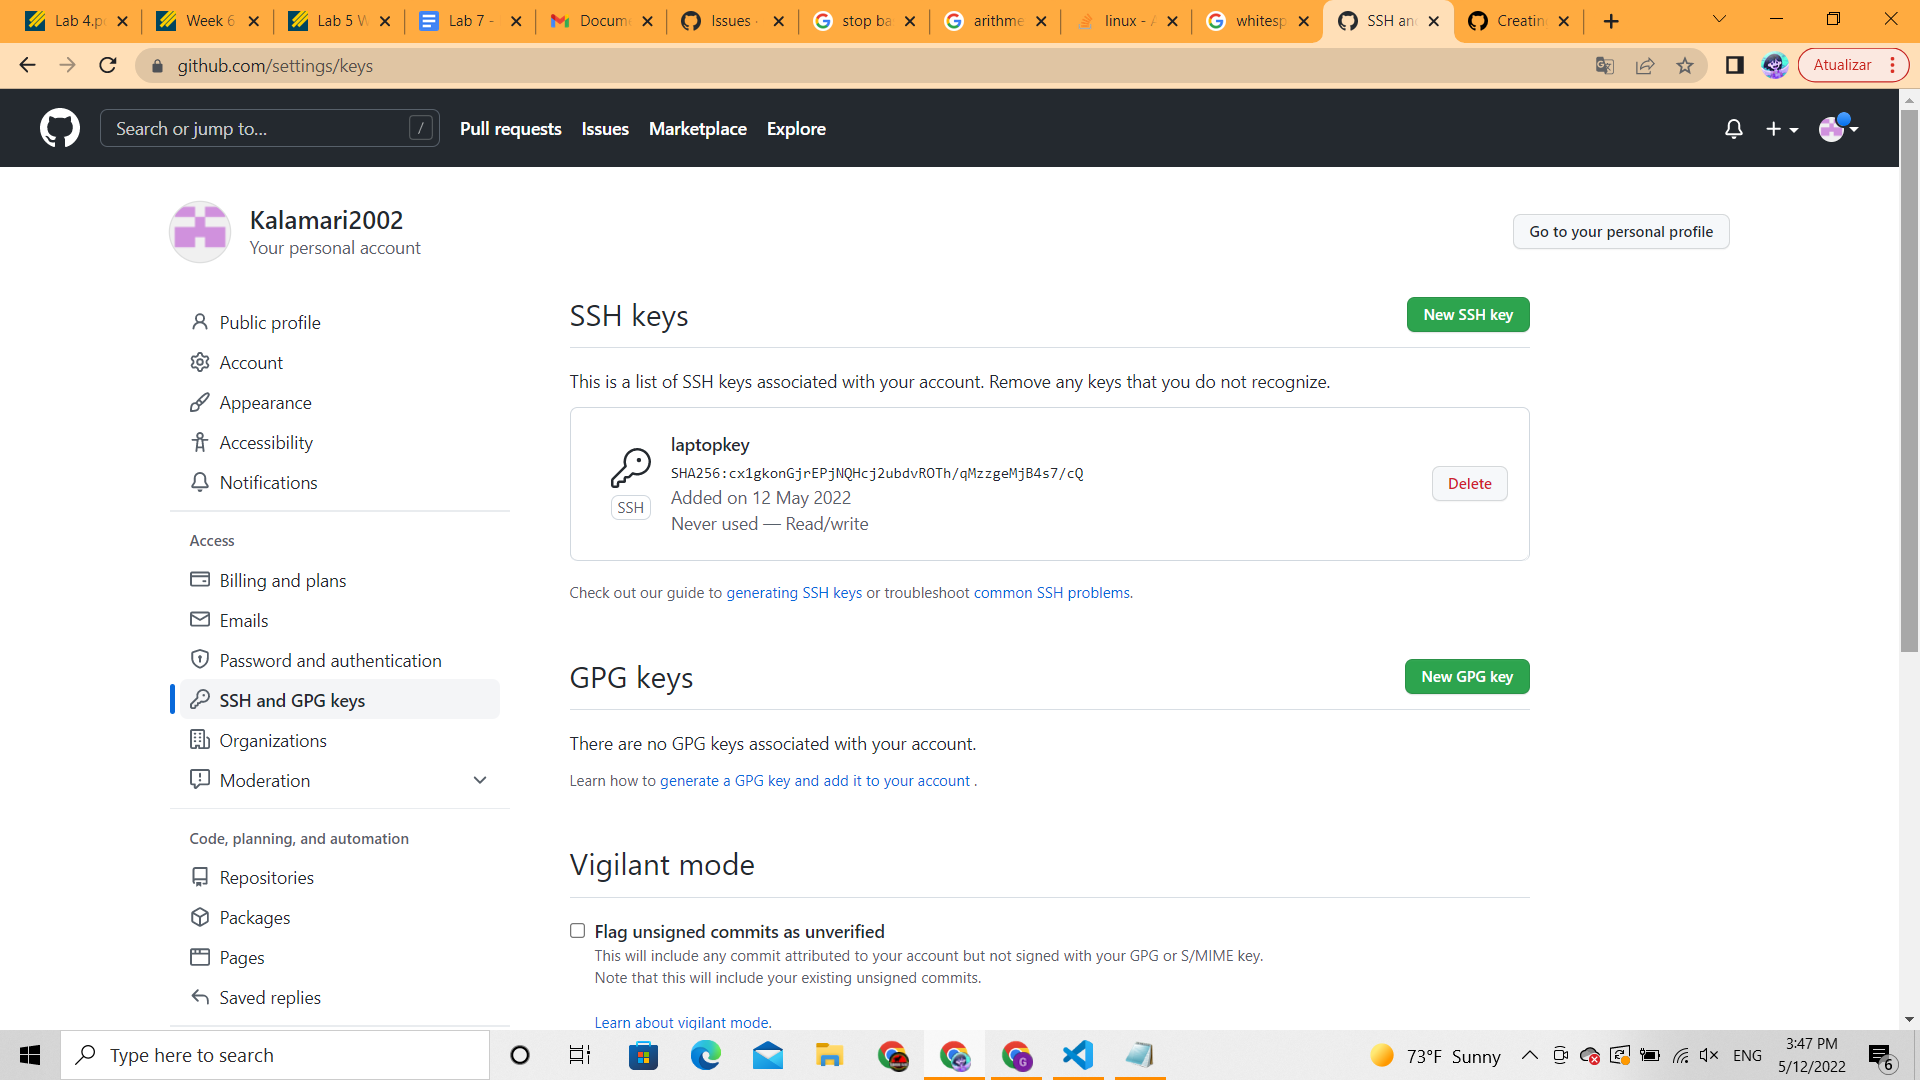 Lab 4.p
Week 6
Lab 5 W
Lab 7 -
Docume
Issues ·
stop ba
arithme
linux - A
whitesp
SSH and
Creating
github.com/settings/keys
Atualizar
Search or jump to...
/
Pull requests
Issues
Marketplace
Explore
Kalamari2002
Your personal account
Go to your personal profile
Public profile
Account
Appearance
Accessibility
Notifications
Access
Billing and plans
Emails
Password and authentication
SSH and GPG keys
Organizations
Moderation
Code, planning, and automation
Repositories
Packages
Pages
Saved replies
SSH keys
New SSH key
This is a list of SSH keys associated with your account. Remove any keys that you do not recognize.
laptopkey
SHA256:cx1gkonGjrEPjNQHcj2ubdvROTh/qMzzgeMjB4s7/cQ
Added on 12 May 2022
Never used — Read/write
SSH
Delete
Check out our guide to generating SSH keys or troubleshoot common SSH problems.
GPG keys
New GPG key
There are no GPG keys associated with your account.
Learn how to generate a GPG key and add it to your account .
Vigilant mode
Flag unsigned commits as unverified
This will include any commit attributed to your account but not signed with your GPG or S/MIME key.
Note that this will include your existing unsigned commits.
Learn about vigilant mode.
Type here to search
73°F Sunny
ENG
3:47 PM
5/12/2022
6